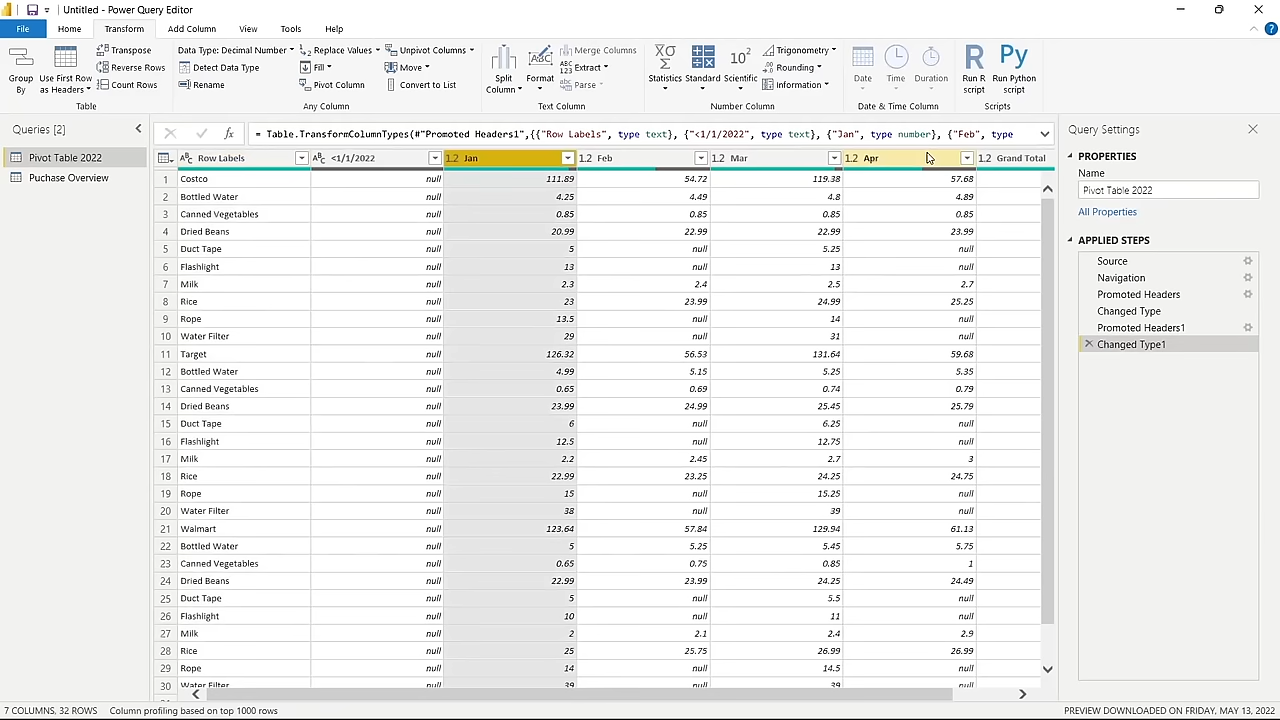 Untitled - Power Query Editor
File Home Transform Add Column View Tools Help
Group By
Use First Row as Headers
Transpose
Reverse Rows
Count Rows
Table
Data Type: Decimal Number
Detect Data Type
Rename
Replace Values
Fill
Pivot Column
Unpivot Columns
Move
Convert to List
Any Column
Split Column
Format
Merge Columns
Extract
Parse
Text Column
Statistics
Standard
Scientific
Trigonometry
Rounding
Information
Number Column
Date
Time
Duration
Date & Time Column
Run R script
Run Python script
Scripts
Queries [2]
Pivot Table 2022
Puchase Overview
= Table.TransformColumnTypes(#"Promoted Headers1",{{"Row Labels", type text}, {"<1/1/2022", type text}, {"Jan", type number}, {"Feb", type
Row Labels <1/1/2022 1.2 Jan 1.2 Feb 1.2 Mar 1.2 Apr 1.2 Grand Total
1 Costco null 111.89 54.72 119.38 57.68
2 Bottled Water null 4.25 4.49 4.8 4.89
3 Canned Vegetables null 0.85 0.85 0.85 0.85
4 Dried Beans null 20.99 22.99 22.99 23.99
5 Duct Tape null 5 null 5.25 null
6 Flashlight null 13 null 13 null
7 Milk null 2.3 2.4 2.5 2.7
8 Rice null 23 23.99 24.99 25.25
9 Rope null 13.5 null 14 null
10 Water Filter null 29 null 31 null
11 Target null 126.32 56.53 131.64 59.68
12 Bottled Water null 4.99 5.15 5.25 5.35
13 Canned Vegetables null 0.65 0.69 0.74 0.79
14 Dried Beans null 23.99 24.99 25.45 25.79
15 Duct Tape null 6 null 6.25 null
16 Flashlight null 12.5 null 12.75 null
17 Milk null 2.2 2.45 2.7 3
18 Rice null 22.99 23.25 24.25 24.75
19 Rope null 15 null 15.25 null
20 Water Filter null 38 null 39 null
21 Walmart null 123.64 57.84 129.94 61.13
22 Bottled Water null 5 5.25 5.45 5.75
23 Canned Vegetables null 0.65 0.75 0.85 1
24 Dried Beans null 22.99 23.99 24.25 24.49
25 Duct Tape null 5 null 5.5 null
26 Flashlight null 10 null 11 null
27 Milk null 2 2.1 2.4 2.9
28 Rice null 25 25.75 26.99 26.99
29 Rope null 14 null 14.5 null
30 Water Filter null 39 null 39 null
Query Settings
PROPERTIES
Name
Pivot Table 2022
All Properties
APPLIED STEPS
Source
Navigation
Promoted Headers
Changed Type
Promoted Headers1
Changed Type1
7 COLUMNS, 32 ROWS Column profiling based on top 1000 rows
PREVIEW DOWNLOADED ON FRIDAY, MAY 13, 2022